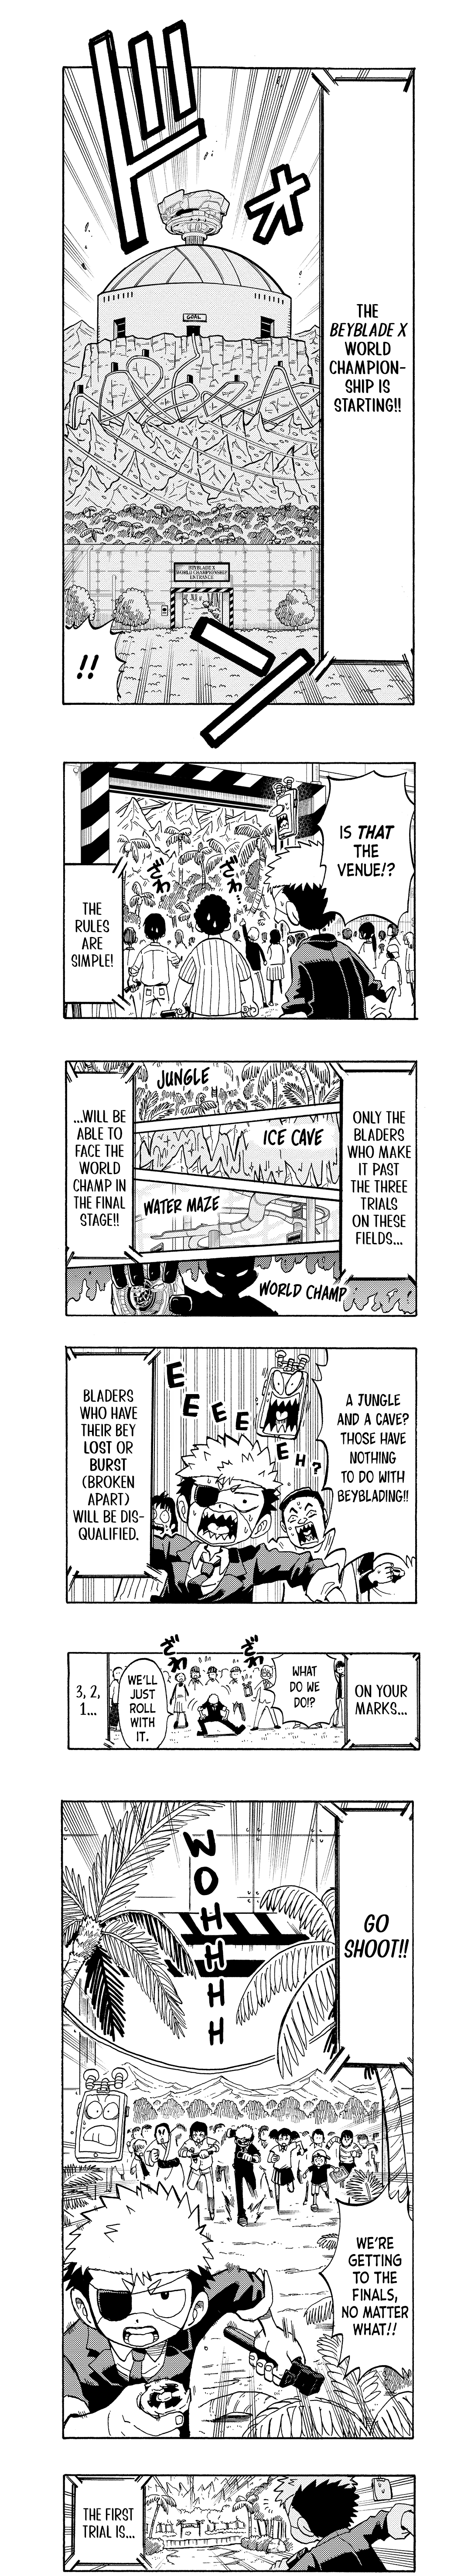 ドドォーン
THE
BEYBLADE X
WORLD
CHAMPION-
SHIP IS
STARTING!!
GOAL
BEYBLADE X
WORLD CHAMPIONSHIP
ENTRANCE
!!
IS THAT
THE
VENUE!?
ざわ
ざわ…
THE
RULES
ARE
SIMPLE!
ONLY THE
BLADERS
WHO MAKE
IT PAST
THE THREE
TRIALS
ON THESE
FIELDS...
JUNGLE
ICE CAVE
WATER MAZE
WORLD CHAMP
...WILL BE
ABLE TO
FACE THE
WORLD
CHAMP IN
THE FINAL
STAGE!!
A JUNGLE
AND A CAVE?
THOSE HAVE
NOTHING
TO DO WITH
BEYBLADING!!
EEEE
EH?
BLADERS
WHO HAVE
THEIR BEY
LOST OR
BURST
(BROKEN
APART)
WILL BE DIS-
QUALIFIED.
ON YOUR
MARKS...
WHAT
DO WE
DO!?
ざわ
ざわ
WE'LL
JUST
ROLL
WITH
IT.
3, 2,
1...
GO
SHOOT!!
WOHHHH
WE'RE
GETTING
TO THE
FINALS,
NO MATTER
WHAT!!
THE FIRST
TRIAL IS...